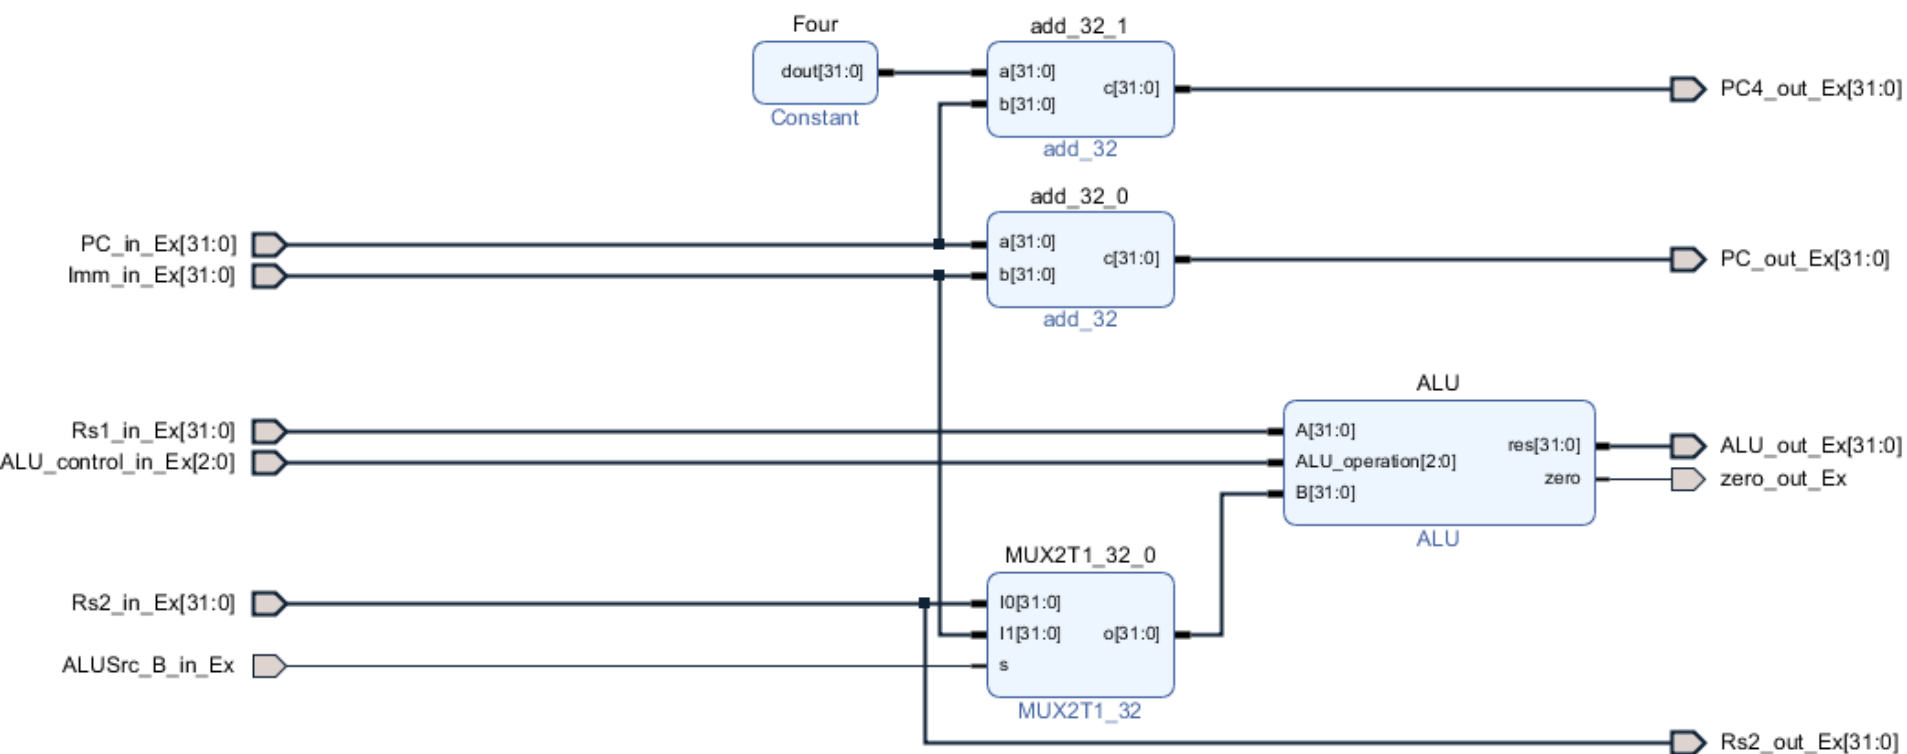 Four
dout[31:0]
Constant
add_32_1
a[31:0]
b[31:0]
c[31:0]
add_32
PC4_out_Ex[31:0]
add_32_0
PC_in_Ex[31:0]
Imm_in_Ex[31:0]
a[31:0]
b[31:0]
c[31:0]
add_32
PC_out_Ex[31:0]
ALU
Rs1_in_Ex[31:0]
ALU_control_in_Ex[2:0]
A[31:0]
ALU_operation[2:0]
B[31:0]
res[31:0]
zero
ALU
ALU_out_Ex[31:0]
zero_out_Ex
MUX2T1_32_0
Rs2_in_Ex[31:0]
ALUSrc_B_in_Ex
I0[31:0]
I1[31:0]
s
o[31:0]
MUX2T1_32
Rs2_out_Ex[31:0]